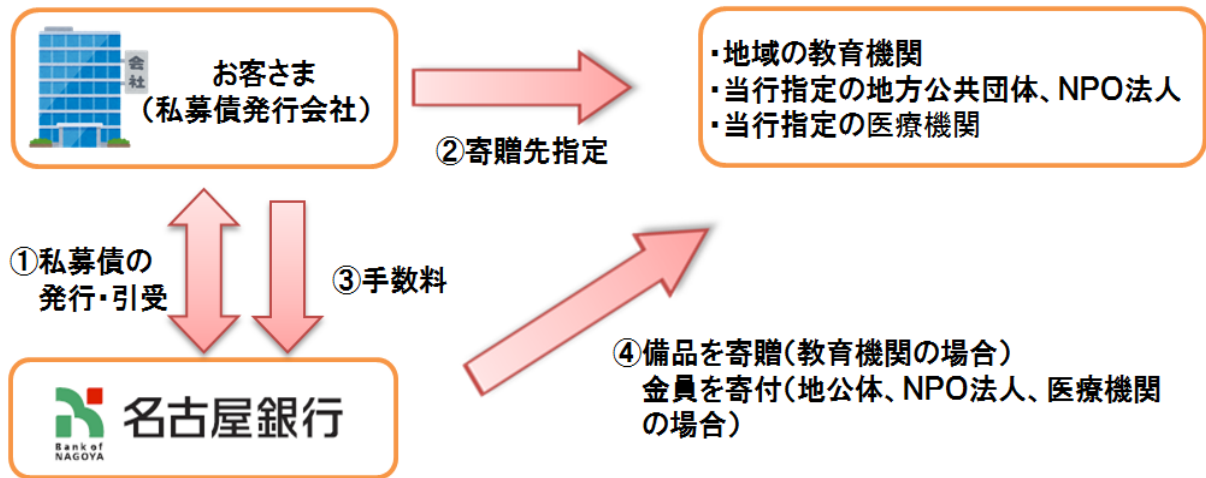 会社
お客さま
（私募債発行会社）
・地域の教育機関
・当行指定の地方公共団体、NPO法人
・当行指定の医療機関
②寄贈先指定
①私募債の
発行・引受
③手数料
④備品を寄贈（教育機関の場合）
金員を寄付（地公体、NPO法人、医療機関
の場合）
名古屋銀行
Bank of
NAGOYA